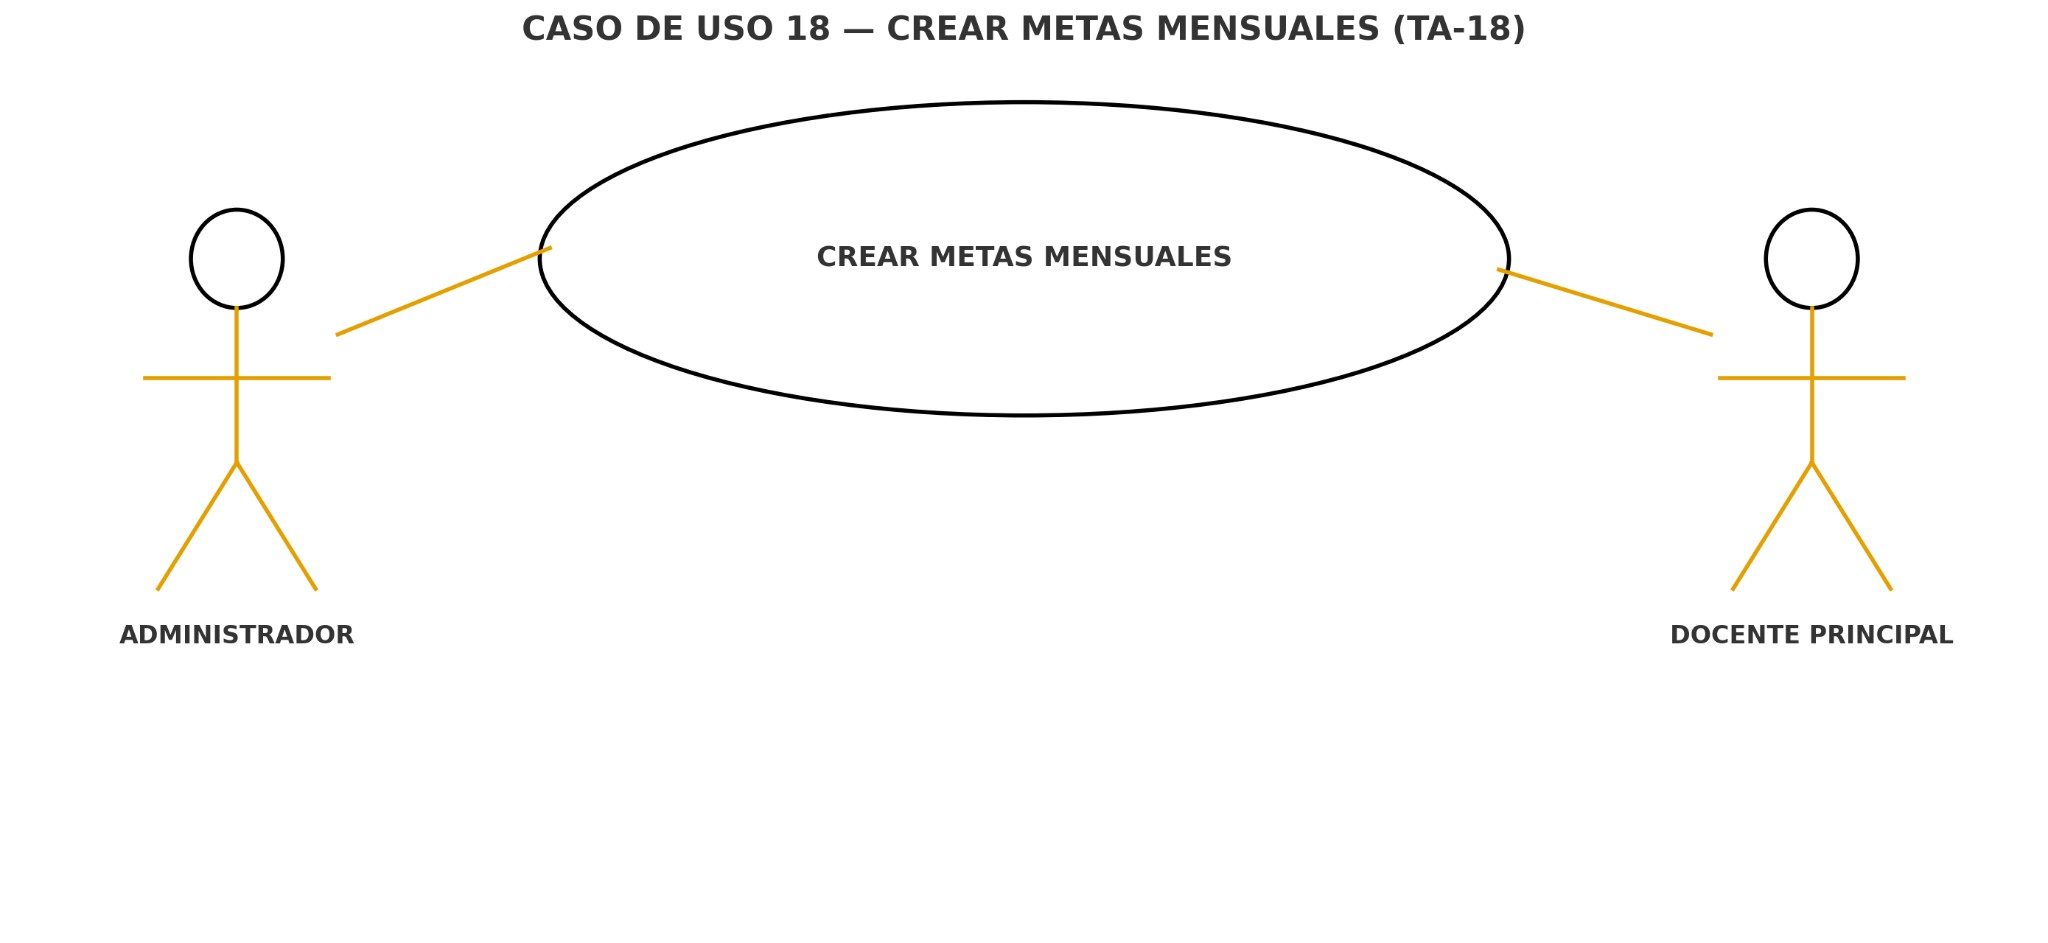 CASO DE USO 18 — CREAR METAS MENSUALES (TA-18)
CREAR METAS MENSUALES
ADMINISTRADOR
DOCENTE PRINCIPAL